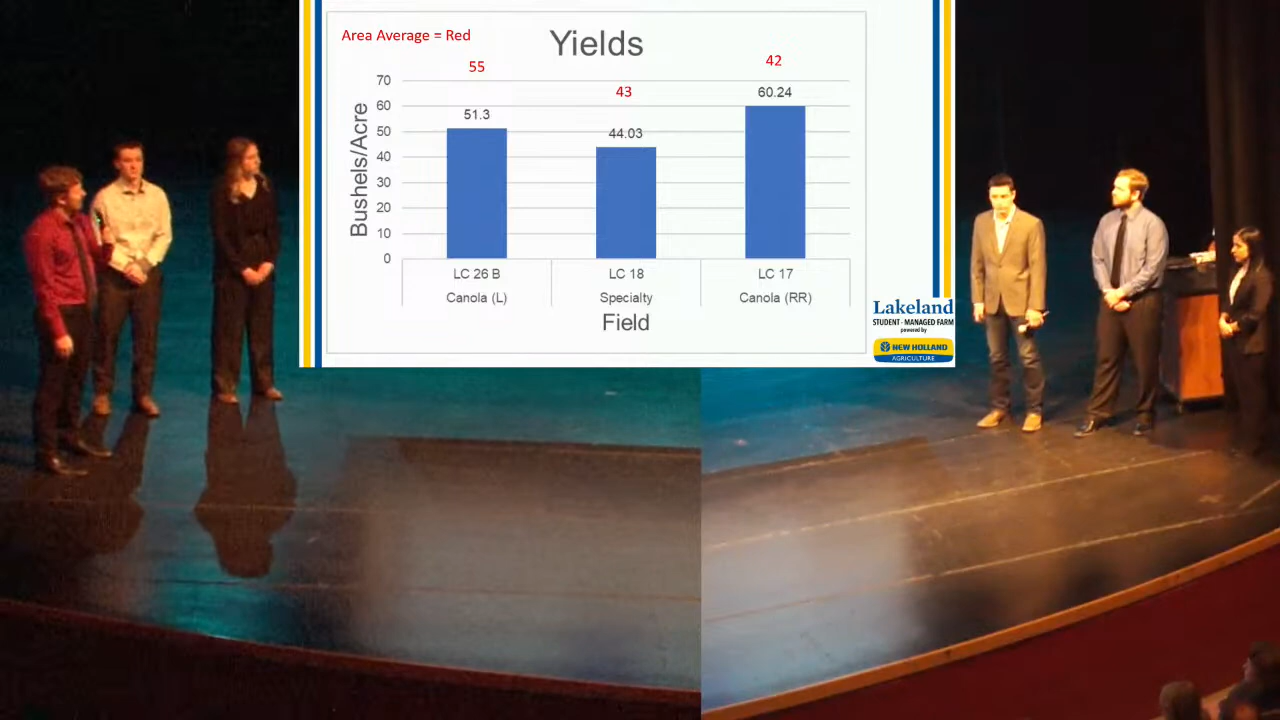 Area Average = Red
Yields
55
43
42
70
60
50
40
30
20
10
0
Bushels/Acre
51.3
44.03
60.24
LC 26 B
LC 18
LC 17
Canola (L)
Specialty
Canola (RR)
Field
Lakeland
STUDENT-MANAGED FARM
powered by
NEW HOLLAND
AGRICULTURE